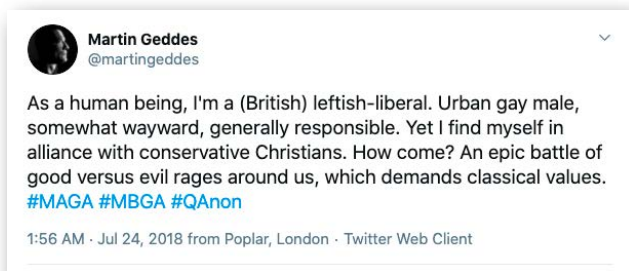 Martin Geddes
@martingeddes
As a human being, I'm a (British) leftish-liberal. Urban gay male,
somewhat wayward, generally responsible. Yet I find myself in
alliance with conservative Christians. How come? An epic battle of
good versus evil rages around us, which demands classical values.
#MAGA #MBGA #QAnon
1:56 AM · Jul 24, 2018 from Poplar, London · Twitter Web Client